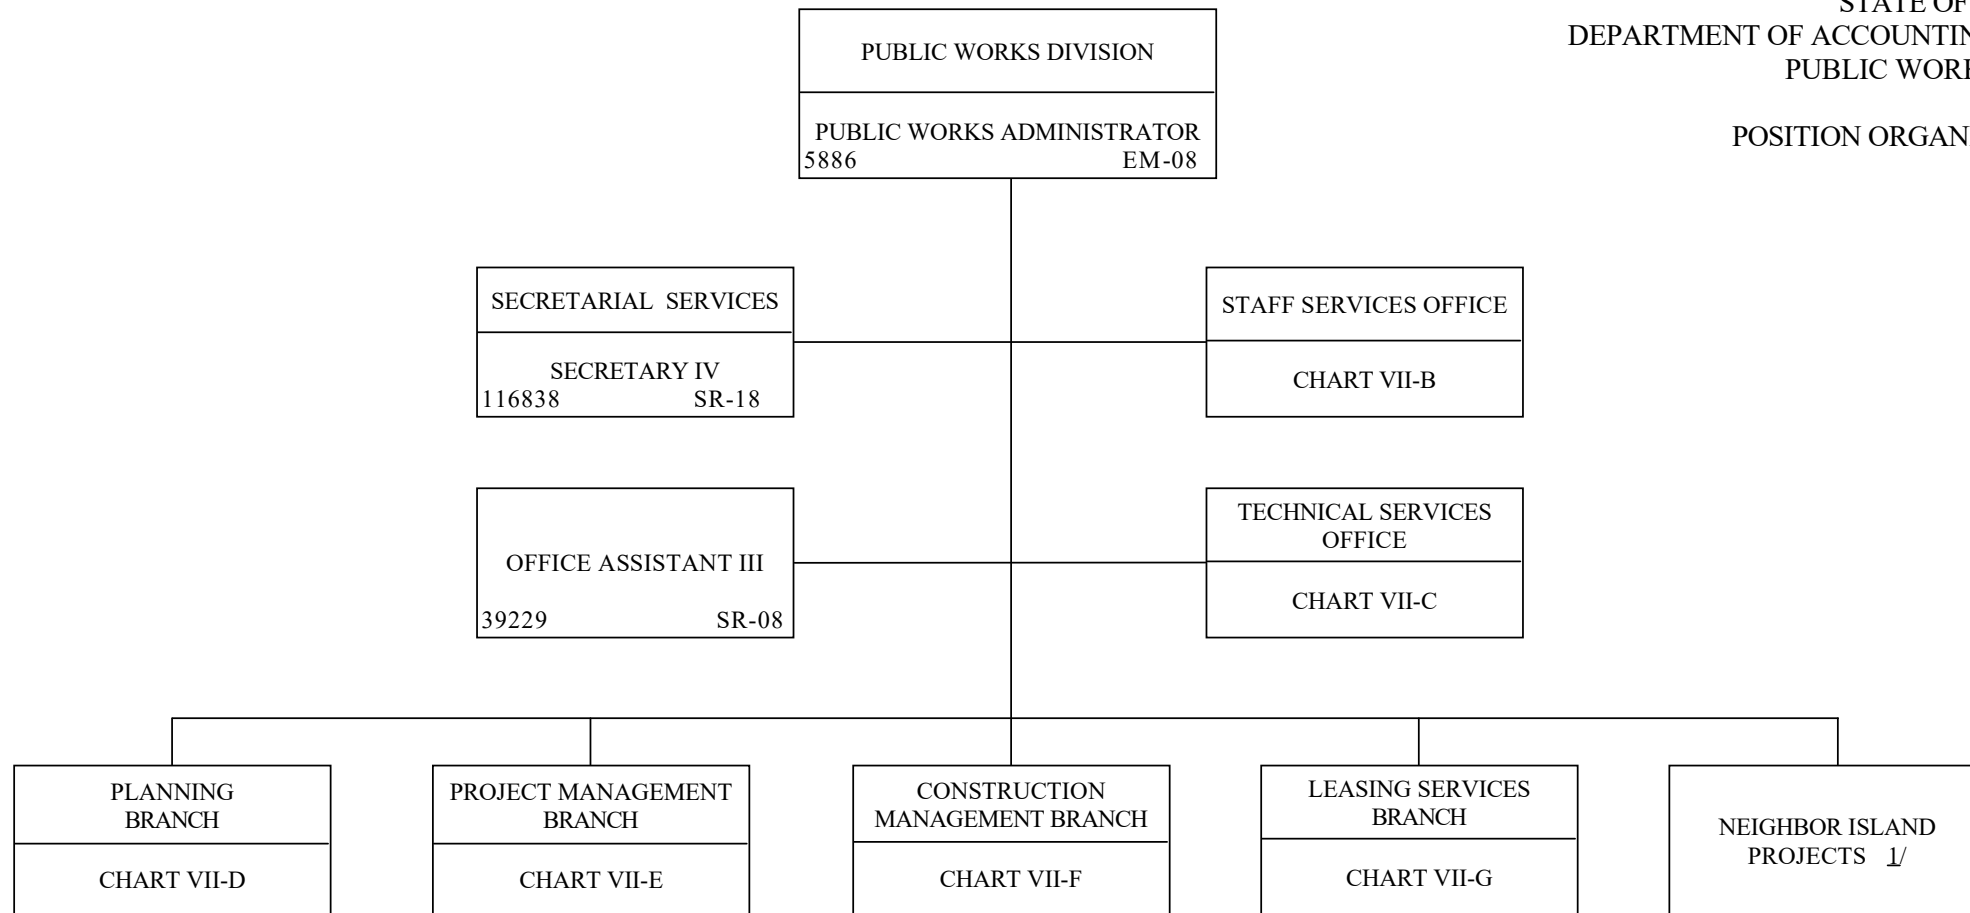 STATE OF
DEPARTMENT OF
PUBLIC
POSITION
PUBLIC WORKS DIVISION
PUBLIC WORKS ADMINISTRATOR
5886 EM-08
SECRETARIAL SERVICES
SECRETARY IV
116838 SR-18
STAFF SERVICES OFFICE
CHART VII-B
OFFICE ASSISTANT III
39229 SR-08
TECHNICAL SERVICES
OFFICE
CHART VII-C
PLANNING
BRANCH
CHART VII-D
PROJECT MANAGEMENT
BRANCH
CHART VII-E
CONSTRUCTION
MANAGEMENT BRANCH
CHART VII-F
LEASING SERVICES
BRANCH
CHART VII-G
NEIGHBOR ISLAND
PROJECTS 1/